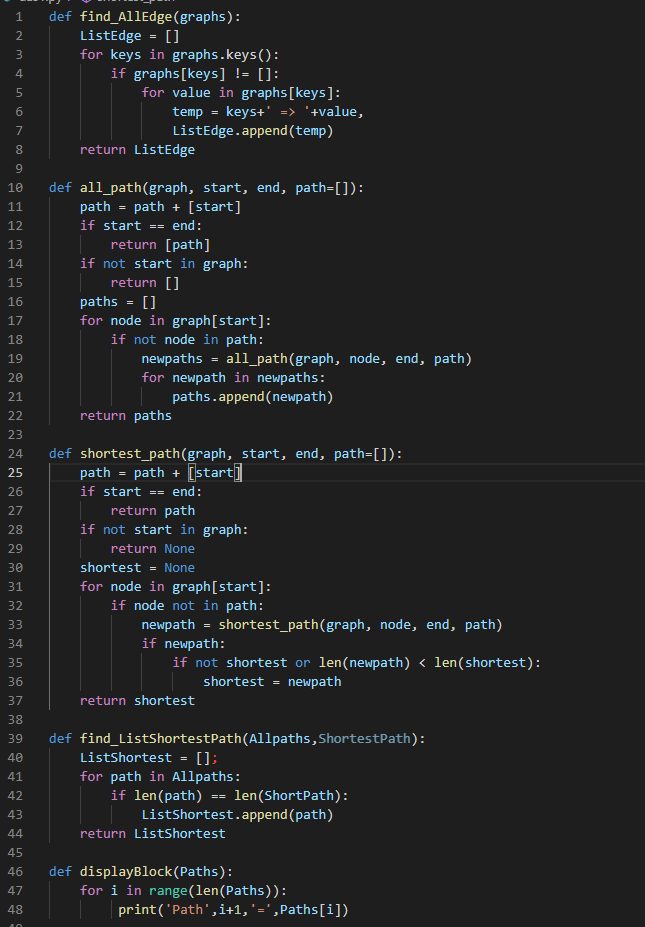 1 def find_AllEdge(graphs):
2     ListEdge = []
3     for keys in graphs.keys():
4         if graphs[keys] != []:
5             for value in graphs[keys]:
6                 temp = keys+' => '+value,
7                 ListEdge.append(temp)
8     return ListEdge
9
10 def all_path(graph, start, end, path=[]):
11     path = path + [start]
12     if start == end:
13         return [path]
14     if not start in graph:
15         return []
16     paths = []
17     for node in graph[start]:
18         if not node in path:
19             newpaths = all_path(graph, node, end, path)
20             for newpath in newpaths:
21                 paths.append(newpath)
22     return paths
23
24 def shortest_path(graph, start, end, path=[]):
25     path = path + [start]
26     if start == end:
27         return path
28     if not start in graph:
29         return None
30     shortest = None
31     for node in graph[start]:
32         if node not in path:
33             newpath = shortest_path(graph, node, end, path)
34             if newpath:
35                 if not shortest or len(newpath) < len(shortest):
36                     shortest = newpath
37     return shortest
38
39 def find_ListShortestPath(Allpaths,ShortestPath):
40     ListShortest = [];
41     for path in Allpaths:
42         if len(path) == len(ShortPath):
43             ListShortest.append(path)
44     return ListShortest
45
46 def displayBlock(Paths):
47     for i in range(len(Paths)):
48          print('Path',i+1,'=',Paths[i])